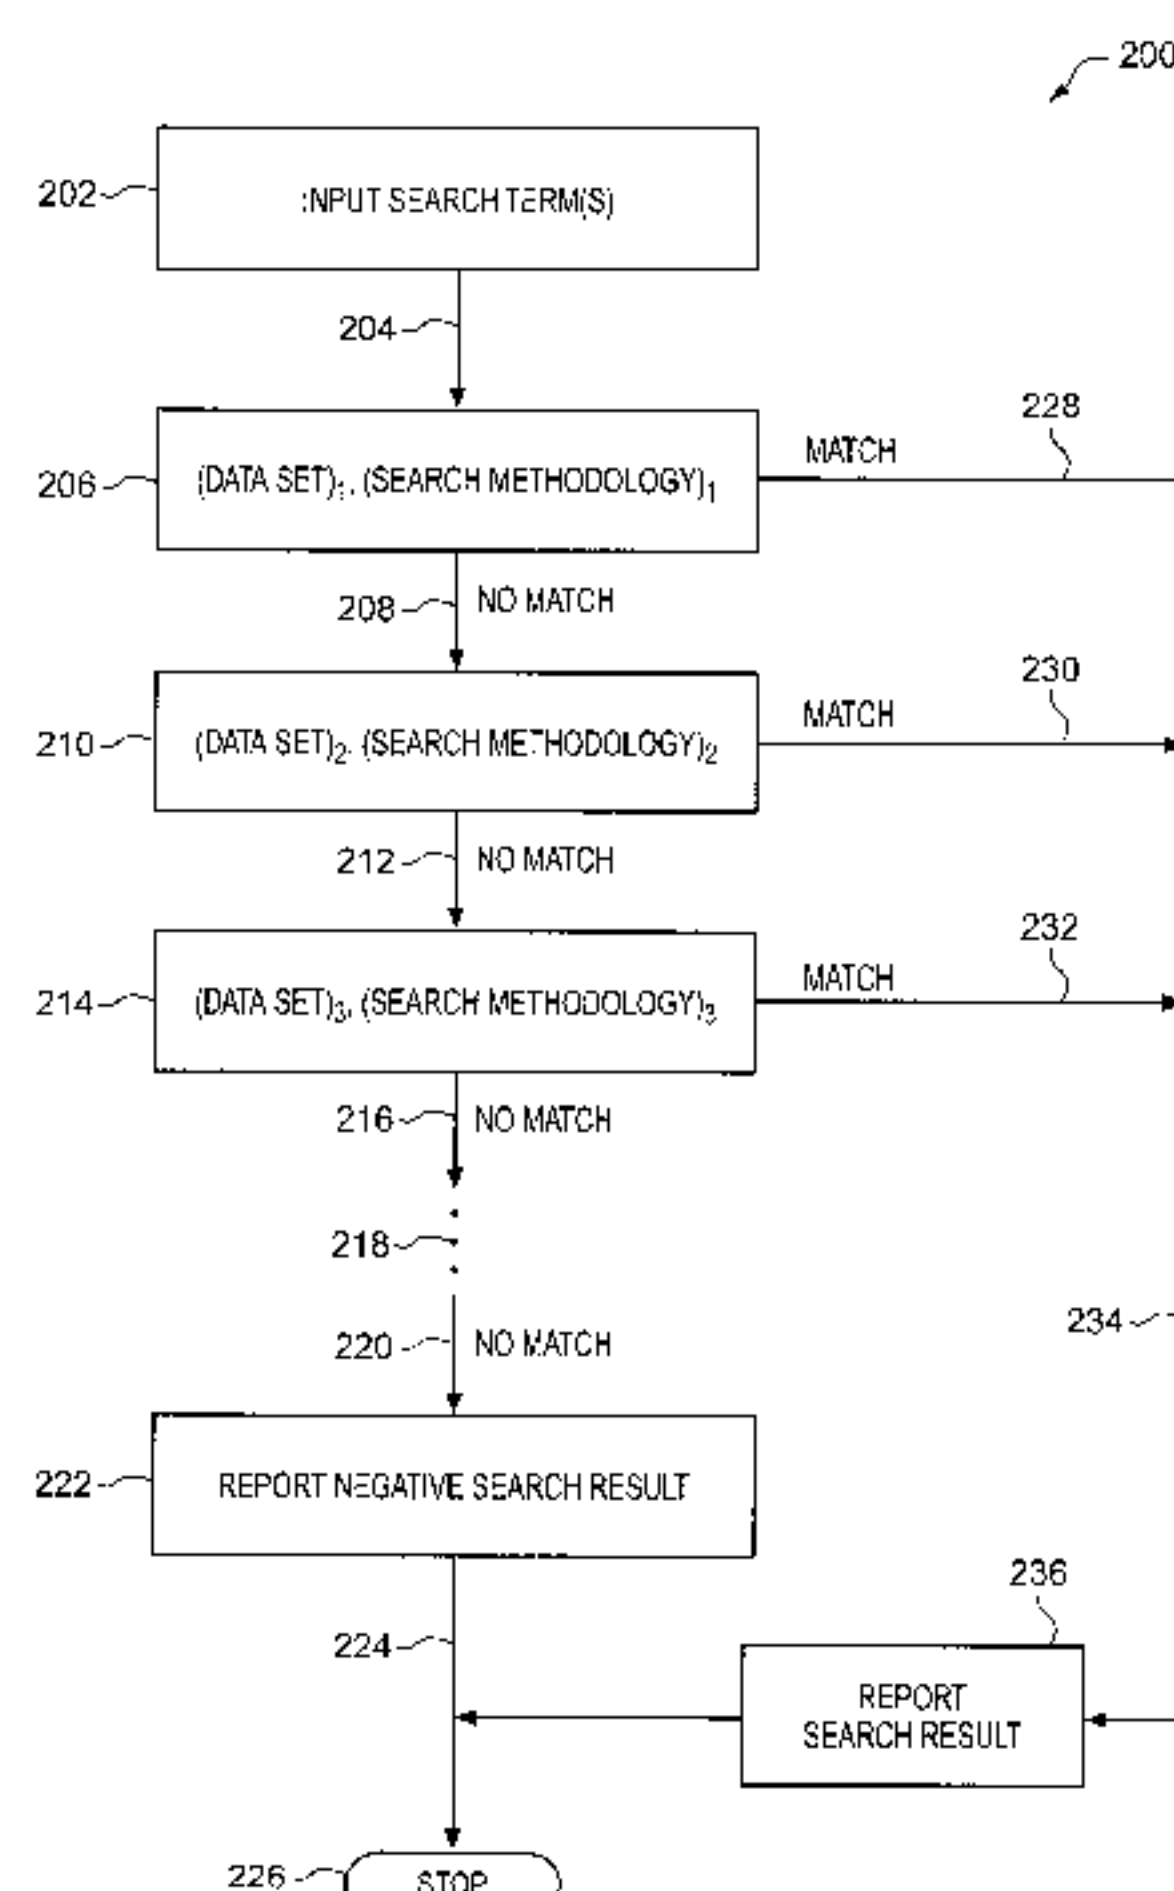 200
202
INPUT SEARCH TERM(S)
204
206
(DATA SET)1, (SEARCH METHODOLOGY)1
MATCH
228
208
NO MATCH
210
(DATA SET)2, (SEARCH METHODOLOGY)2
MATCH
230
212
NO MATCH
214
(DATA SET)3, (SEARCH METHODOLOGY)3
MATCH
232
216
NO MATCH
218
234
220
NO MATCH
222
REPORT NEGATIVE SEARCH RESULT
236
224
REPORT
SEARCH RESULT
226
STOP